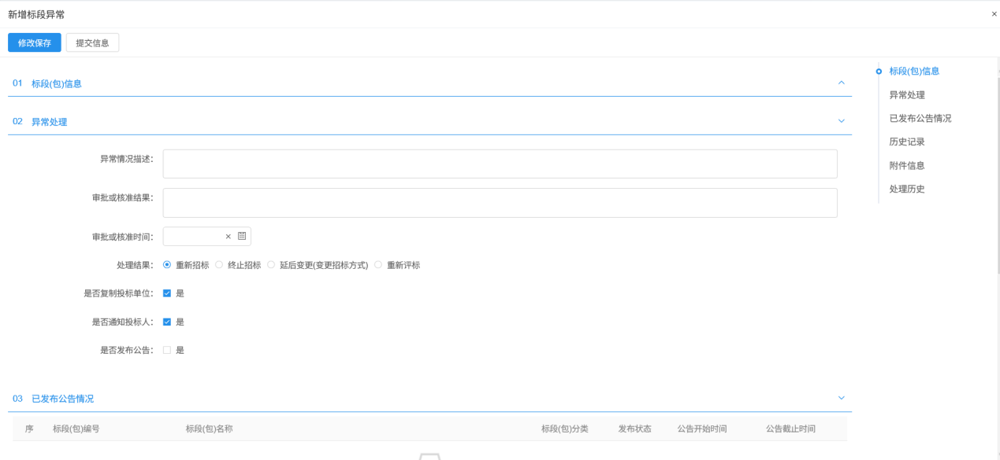 新增标段异常
修改保存 提交信息
01 标段(包)信息
02 异常处理
异常情况描述：
审批或核准结果：
审批或核准时间：
处理结果： 重新招标 终止招标 延后变更(变更招标方式) 重新评标
是否复制投标单位： 是
是否通知投标人： 是
是否发布公告： 是
03 已发布公告情况
序 标段(包)编号 标段(包)名称 标段(包)分类 发布状态 公告开始时间 公告截止时间
标段(包)信息
异常处理
已发布公告情况
历史记录
附件信息
处理历史